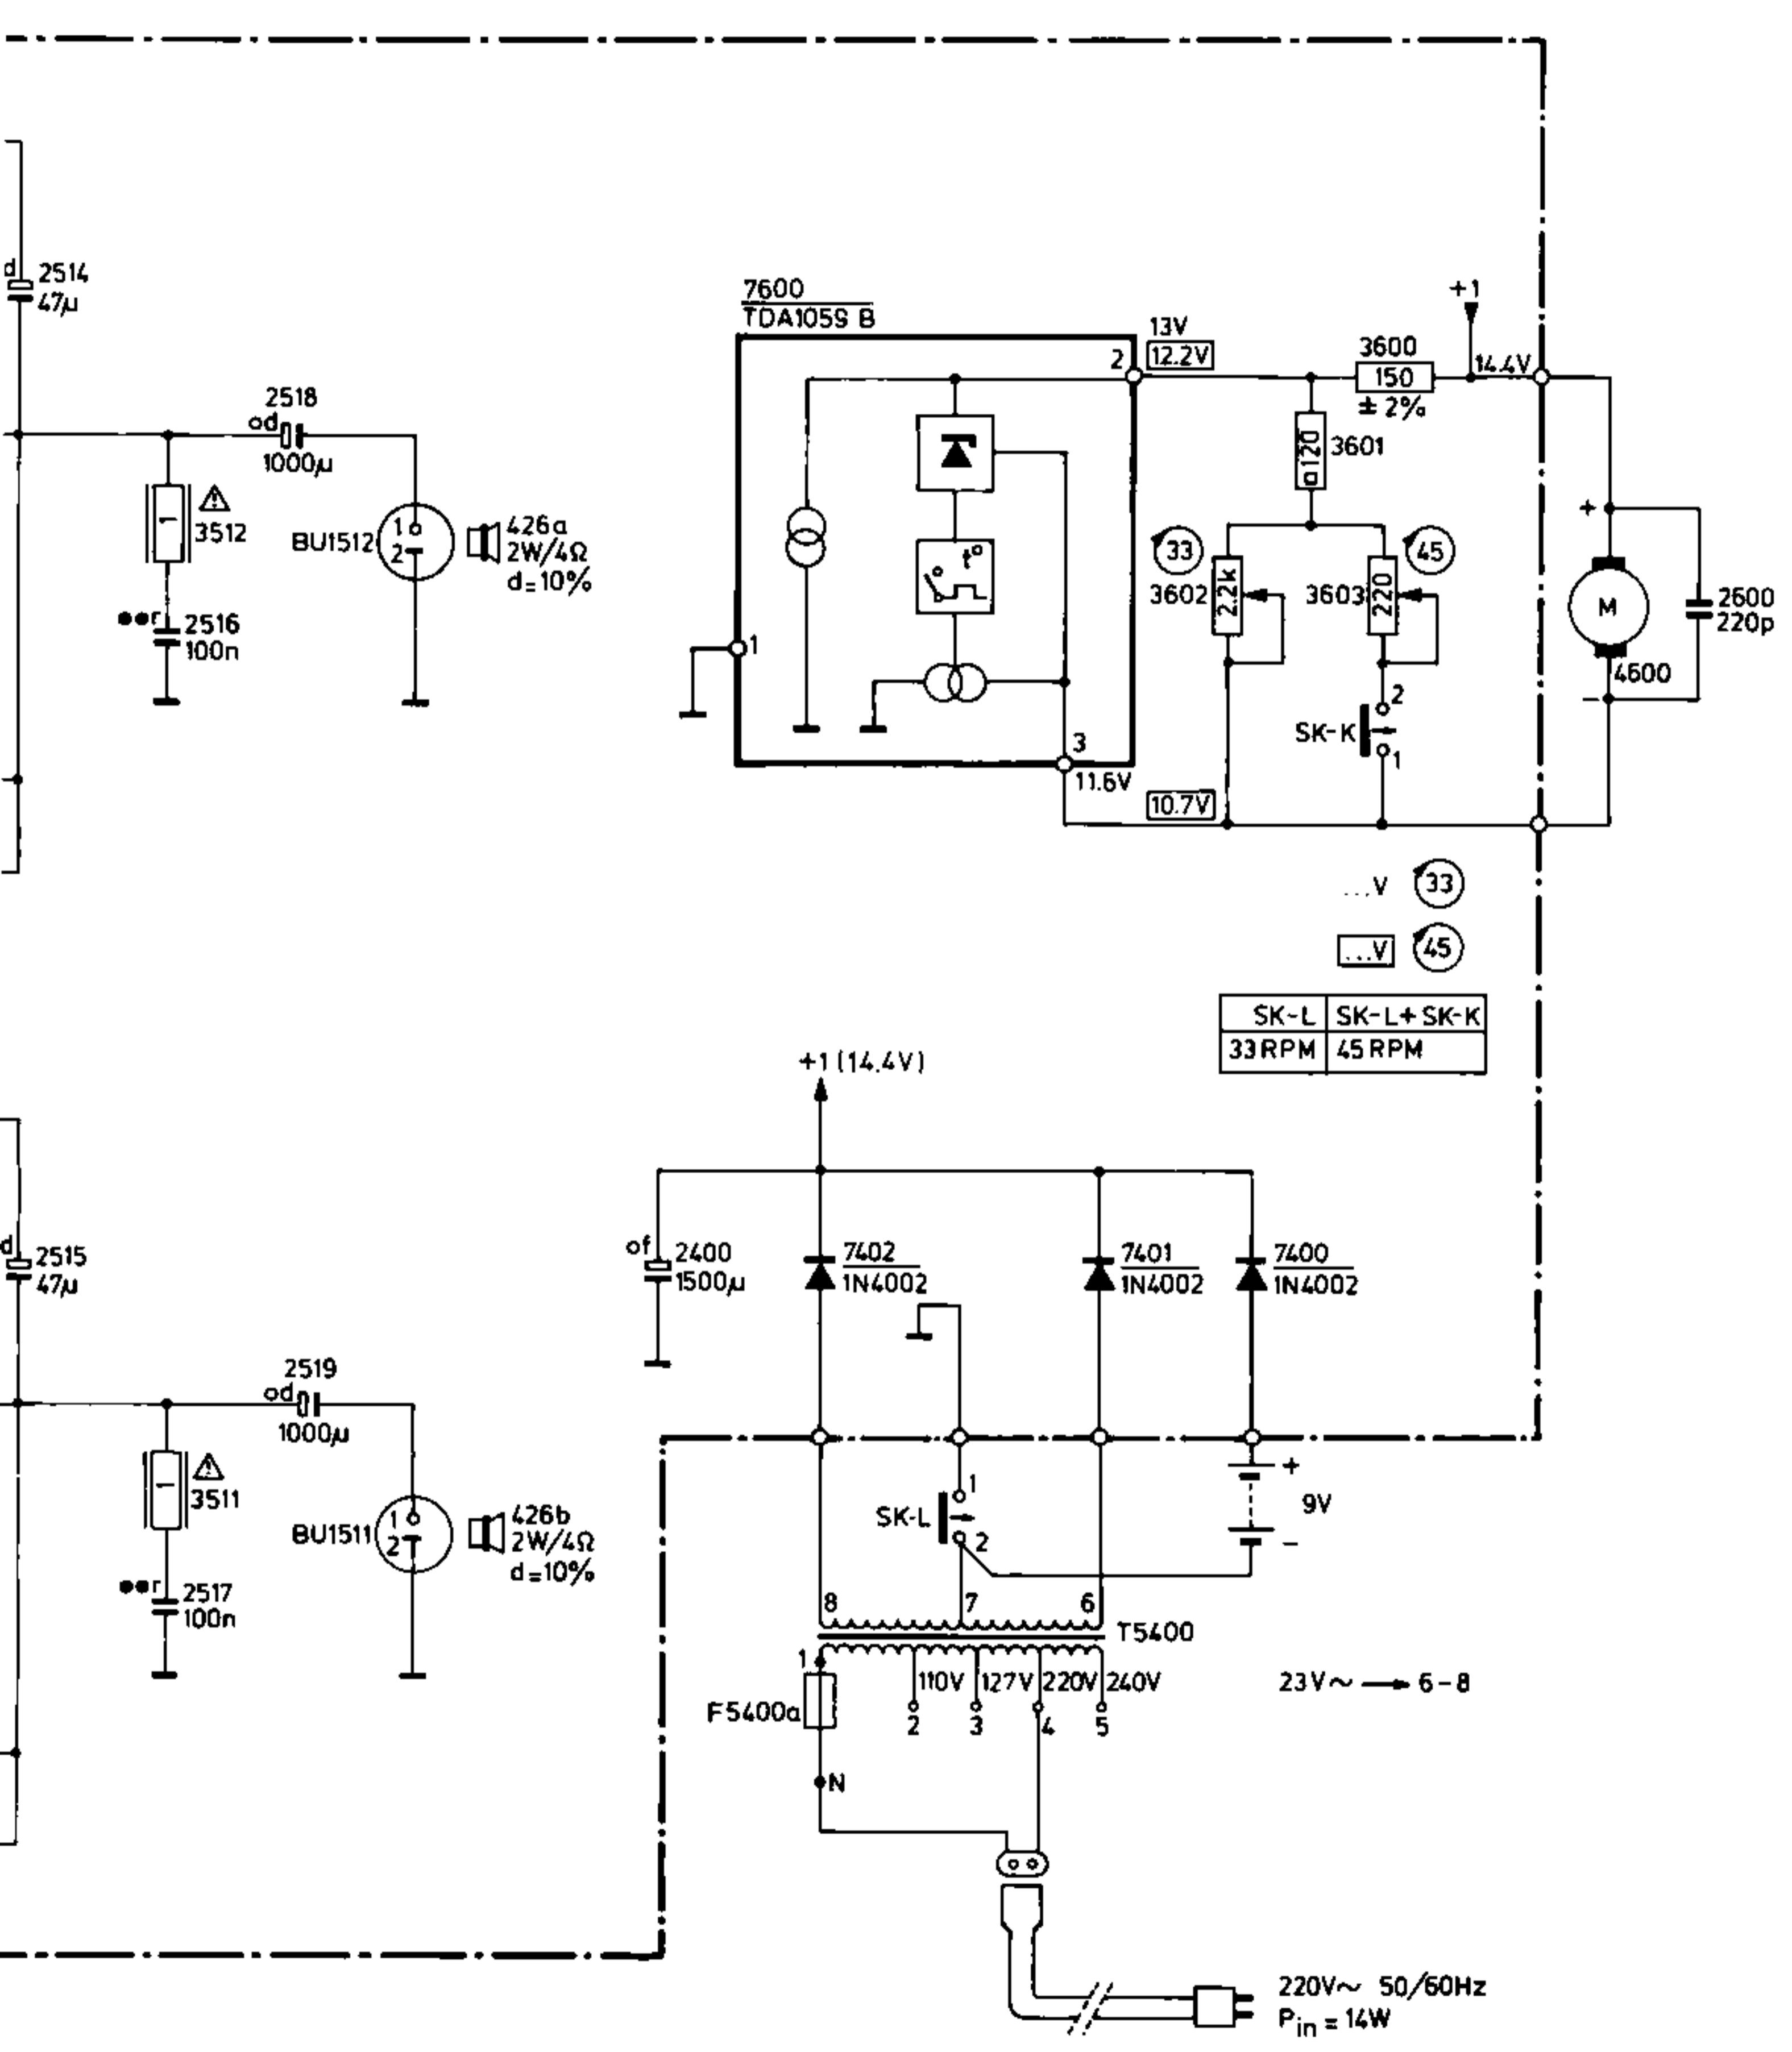 d 2514
47µ
2518
od
1000µ
3512
1
BU1512
1
2
426a
2W/4Ω
d=10%
r 2516
100n
7600
TDA1059 B
2
1
3
t°
13V
12.2V
11.6V
10.7V
3600
150
± 2%
+1
14.4V
a120
3601
33
45
3602
2.2k
3603
220
2
SK-K
1
+
M
4600
-
2600
220p
...V 33
...V 45
SK-L SK-L+SK-K
33RPM 45RPM
+1 (14.4V)
of 2400
1500µ
7402
1N4002
7401
1N4002
7400
1N4002
d 2515
47µ
2519
od
1000µ
3511
1
BU1511
1
2
426b
2W/4Ω
d=10%
r 2517
100n
1
SK-L
2
+
9V
-
8 7 6
T5400
1
110V 127V 220V 240V
2 3 4 5
F5400a
N
23V~ → 6-8
220V~ 50/60Hz
Pin = 14W